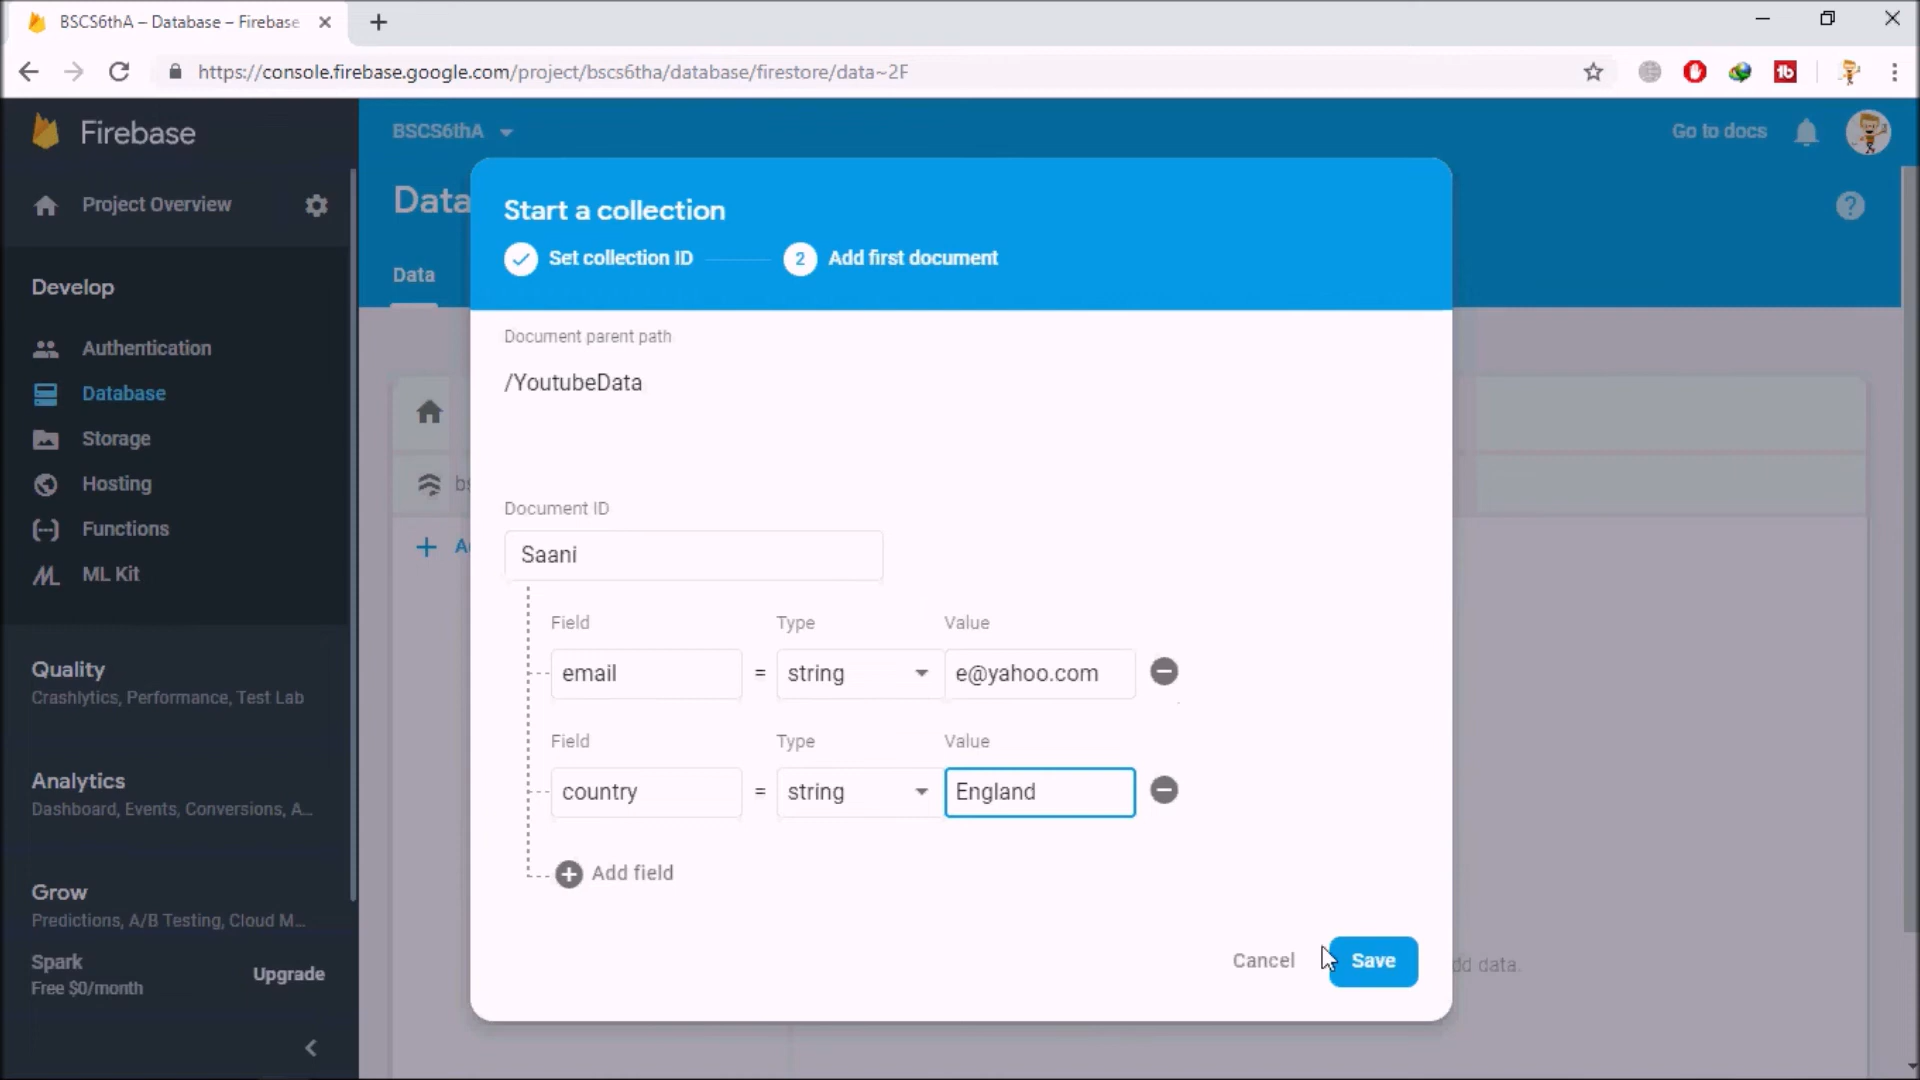 BSCS6thA – Database – Firebase
https://console.firebase.google.com/project/bscs6tha/database/firestore/data~2F
Firebase
BSCS6thA
Go to docs
Project Overview
Data
Start a collection
Set collection ID
2
Add first document
Data
Develop
Authentication
Database
Storage
Hosting
Functions
ML Kit
Document parent path
/YoutubeData
Document ID
Saani
Field
Type
Value
email
=
string
e@yahoo.com
Field
Type
Value
country
=
string
England
Add field
Cancel
Save
Quality
Crashlytics, Performance, Test Lab
Analytics
Dashboard, Events, Conversions, A...
Grow
Predictions, A/B Testing, Cloud M...
Spark
Free $0/month
Upgrade
data.